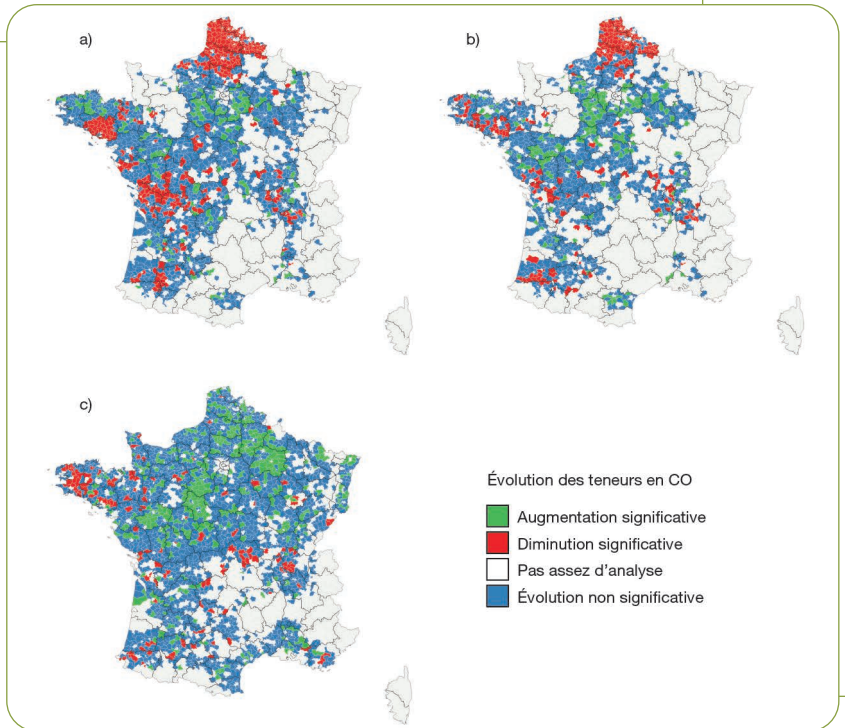 a)
b)
c)
Évolution des teneurs en CO
Augmentation significative
Diminution significative
Pas assez d'analyse
Évolution non significative